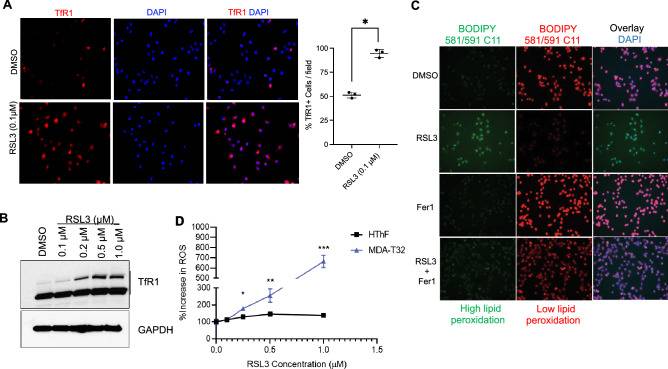 A
TfR1
DAPI
TfR1 DAPI
DMSO
RSL3 (0.1µM)
% TfR1+ Cells / field
100
75
50
25
0
*
DMSO
RSL3 (0.1 µM)
B
RSL3 (µM)
DMSO
0.1 µM
0.2 µM
0.5 µM
1.0 µM
TfR1
GAPDH
D
%Increase in ROS
1000
900
800
700
600
500
400
300
200
100
0
0.0
0.5
1.0
1.5
RSL3 Concentration (µM)
HThF
MDA-T32
*
**
***
C
BODIPY
581/591 C11
BODIPY
581/591 C11
Overlay
DAPI
DMSO
RSL3
Fer1
RSL3
+
Fer1
High lipid
peroxidation
Low lipid
peroxidation